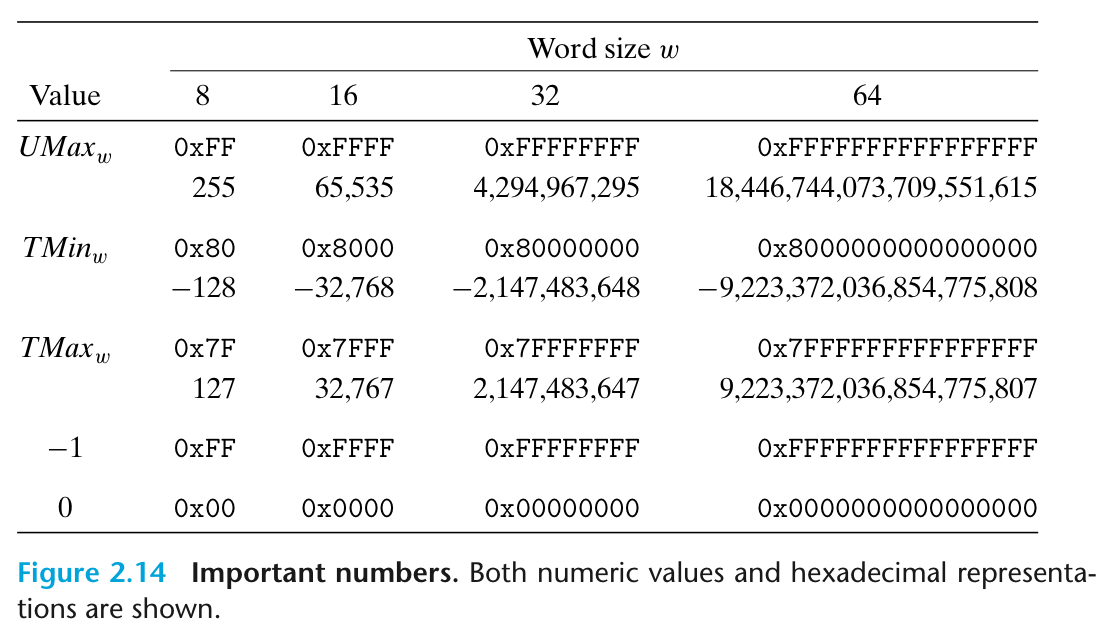 Word size w
Value 8 16 32 64
UMax_w 0xFF 0xFFFF 0xFFFFFFFF 0xFFFFFFFFFFFFFFFF
255 65,535 4,294,967,295 18,446,744,073,709,551,615
TMin_w 0x80 0x8000 0x80000000 0x8000000000000000
−128 −32,768 −2,147,483,648 −9,223,372,036,854,775,808
TMax_w 0x7F 0x7FFF 0x7FFFFFFF 0x7FFFFFFFFFFFFFFF
127 32,767 2,147,483,647 9,223,372,036,854,775,807
−1 0xFF 0xFFFF 0xFFFFFFFF 0xFFFFFFFFFFFFFFFF
0 0x00 0x0000 0x00000000 0x0000000000000000
Figure 2.14 Important numbers. Both numeric values and hexadecimal representa-
tions are shown.